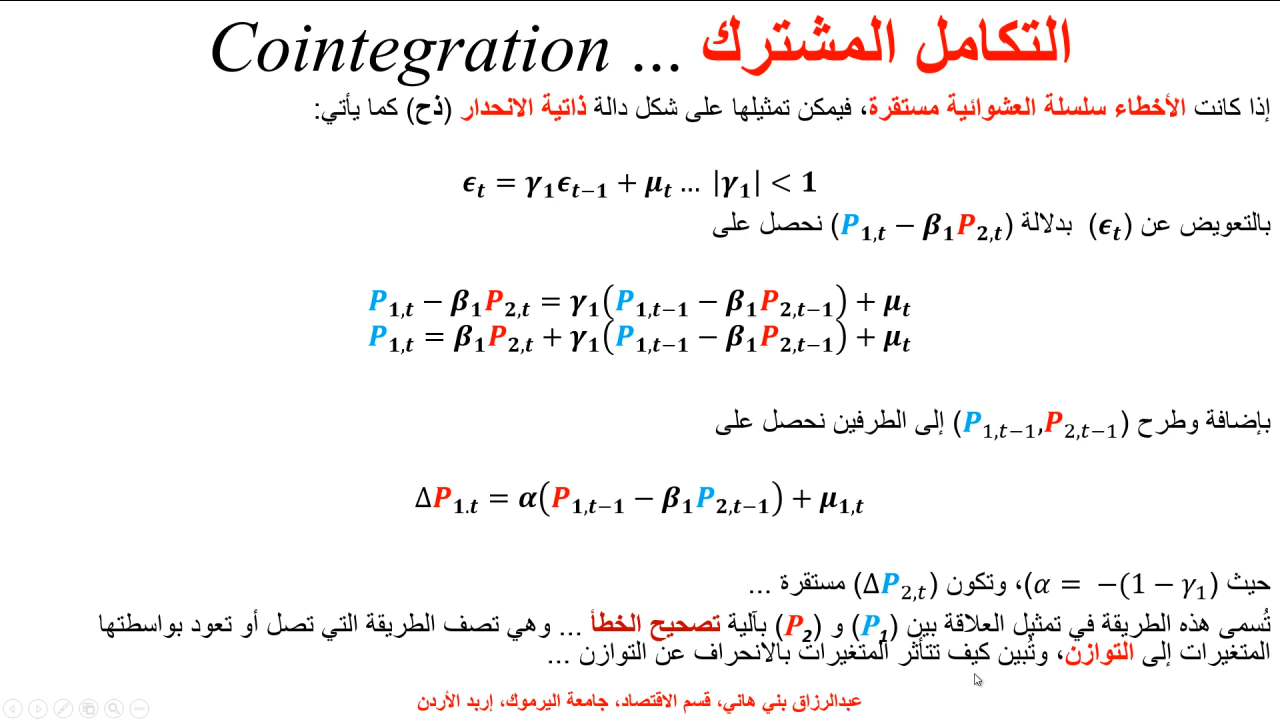 التكامل المشترك ... Cointegration
إذا كانت الأخطاء سلسلة العشوائية مستقرة، فيمكن تمثيلها على شكل دالة ذاتية الانحدار (ذح) كما يأتي:
ϵ_t = γ_1ϵ_{t−1} + μ_t ... |γ_1| < 1
بالتعويض عن (ϵ_t) بدلالة (P_{1,t} − β_1P_{2,t}) نحصل على
P_{1,t} − β_1P_{2,t} = γ_1(P_{1,t−1} − β_1P_{2,t−1}) + μ_t
P_{1,t} = β_1P_{2,t} + γ_1(P_{1,t−1} − β_1P_{2,t−1}) + μ_t
بإضافة وطرح (P_{1,t−1},P_{2,t−1}) إلى الطرفين نحصل على
ΔP_{1.t} = α(P_{1,t−1} − β_1P_{2,t−1}) + μ_{1,t}
حيث (α = −(1 − γ_1)، وتكون (ΔP_{2,t}) مستقرة ...
تُسمى هذه الطريقة في تمثيل العلاقة بين (P_1) و (P_2) بآلية تصحيح الخطأ ... وهي تصف الطريقة التي تصل أو تعود بواسطتها
المتغيرات إلى التوازن، وتُبين كيف تتأثر المتغيرات بالانحراف عن التوازن ...
عبدالرزاق بني هاني، قسم الاقتصاد، جامعة اليرموك، إربد الأردن